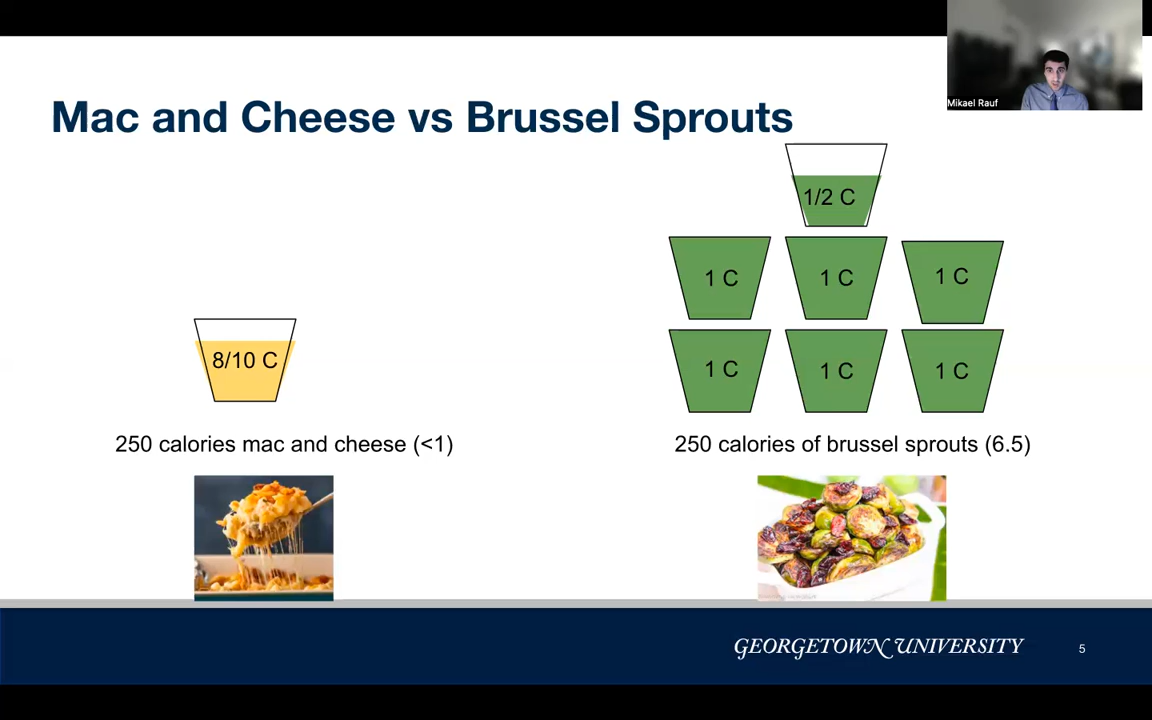 Mikael Rauf
Mac and Cheese vs Brussel Sprouts
1/2 C
1 C
1 C
1 C
8/10 C
1 C
1 C
1 C
250 calories mac and cheese (<1)
250 calories of brussel sprouts (6.5)
GEORGETOWN UNIVERSITY
5